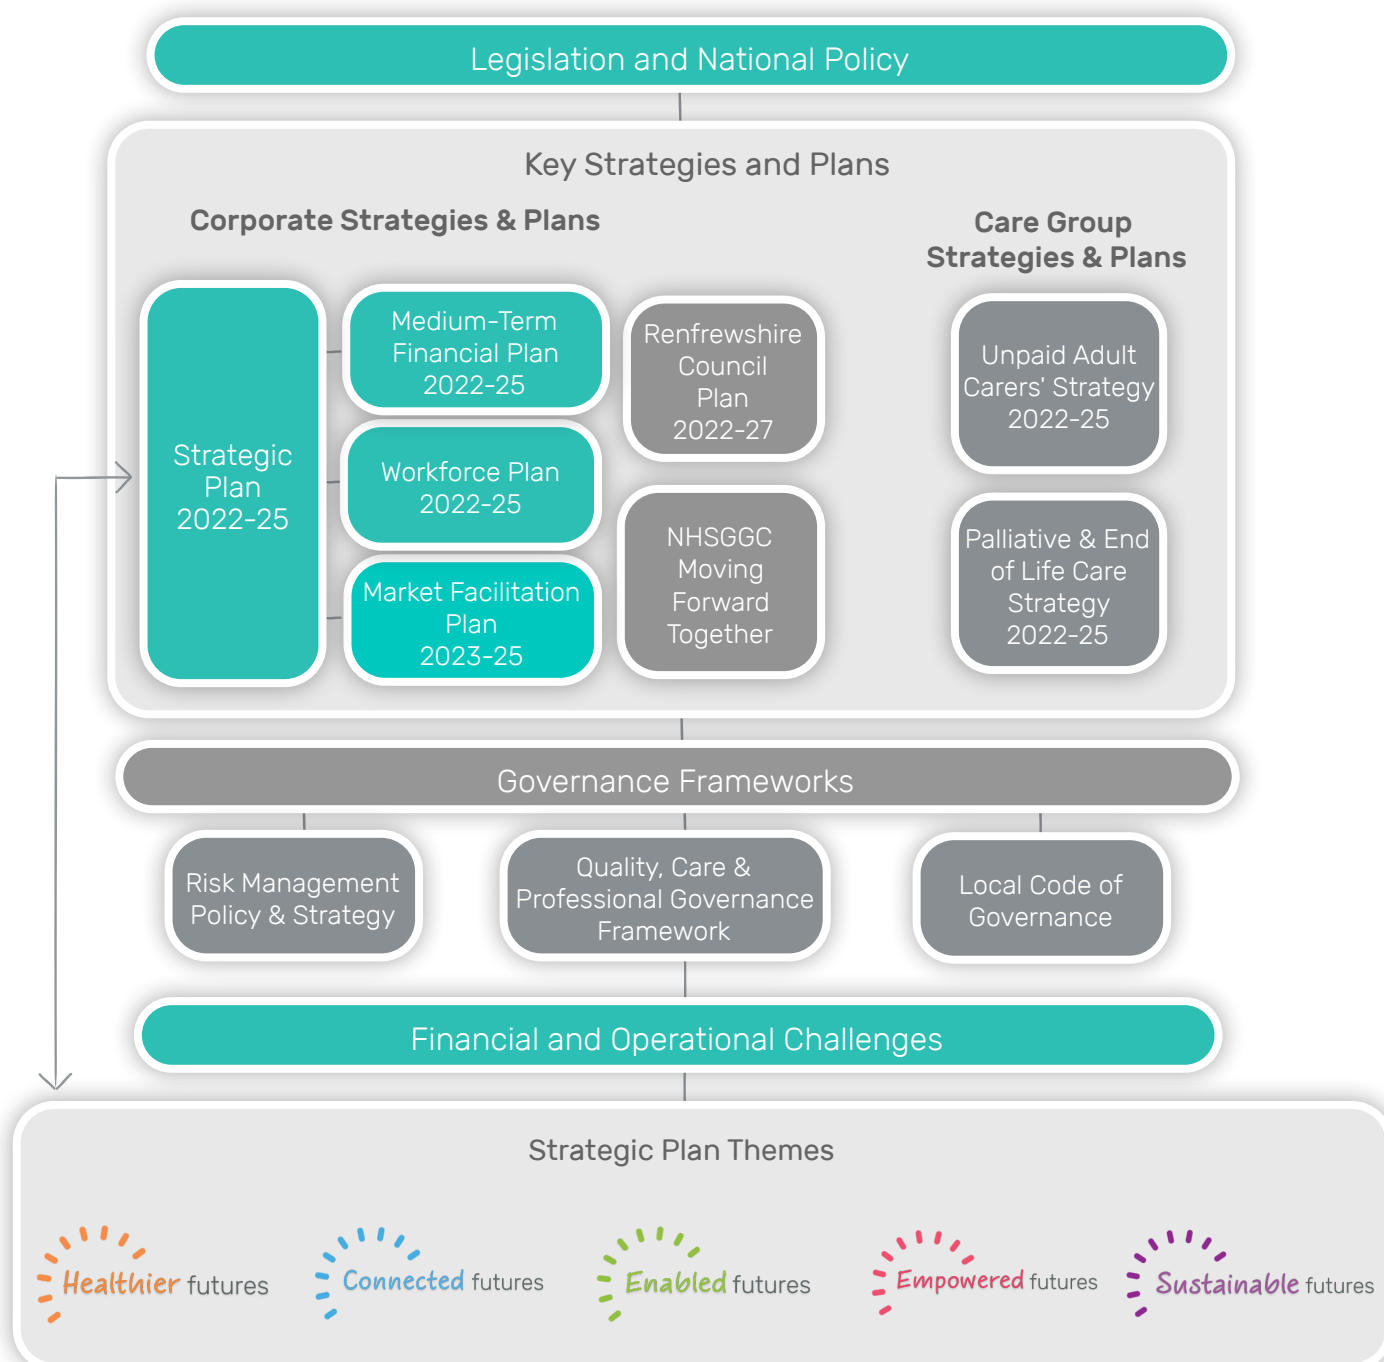 Legislation and National Policy
Key Strategies and Plans
Corporate Strategies & Plans
Strategic
Plan
2022-25
Medium-Term
Financial Plan
2022-25
Workforce Plan
2022-25
Market Facilitation
Plan
2023-25
Renfrewshire
Council
Plan
2022-27
NHSGGC
Moving
Forward
Together
Care Group
Strategies & Plans
Unpaid Adult
Carers' Strategy
2022-25
Palliative & End
of Life Care
Strategy
2022-25
Governance Frameworks
Risk Management
Policy & Strategy
Quality, Care &
Professional Governance
Framework
Local Code of
Governance
Financial and Operational Challenges
Strategic Plan Themes
Healthier futures
Connected futures
Enabled futures
Empowered futures
Sustainable futures